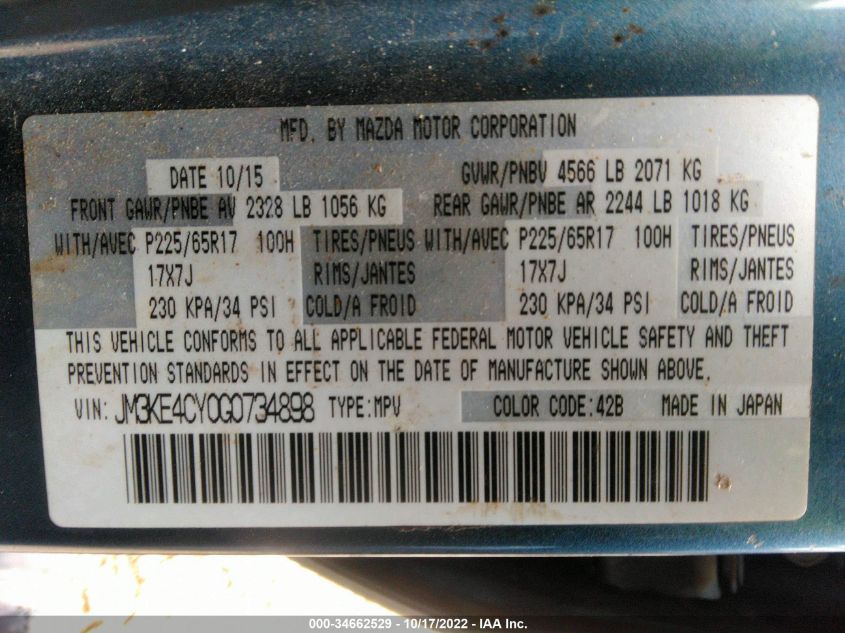 MFD. BY MAZDA MOTOR CORPORATION
DATE 10/15 GVWR/PNBV 4566 LB 2071 KG
FRONT GAWR/PNBE AV 2328 LB 1056 KG REAR GAWR/PNBE AR 2244 LB 1018 KG
WITH/AVEC P225/65R17 100H TIRES/PNEUS WITH/AVEC P225/65R17 100H TIRES/PNEUS
17X7J RIMS/JANTES 17X7J RIMS/JANTES
230 KPA/34 PSI COLD/A FROID 230 KPA/34 PSI COLD/A FROID
THIS VEHICLE CONFORMS TO ALL APPLICABLE FEDERAL MOTOR VEHICLE SAFETY AND THEFT
PREVENTION STANDARDS IN EFFECT ON THE DATE OF MANUFACTURE SHOWN ABOVE.
VIN: JM3KE4CY0G0734898 TYPE:MPV COLOR CODE:42B MADE IN JAPAN
000-34662529 - 10/17/2022 - IAA Inc.